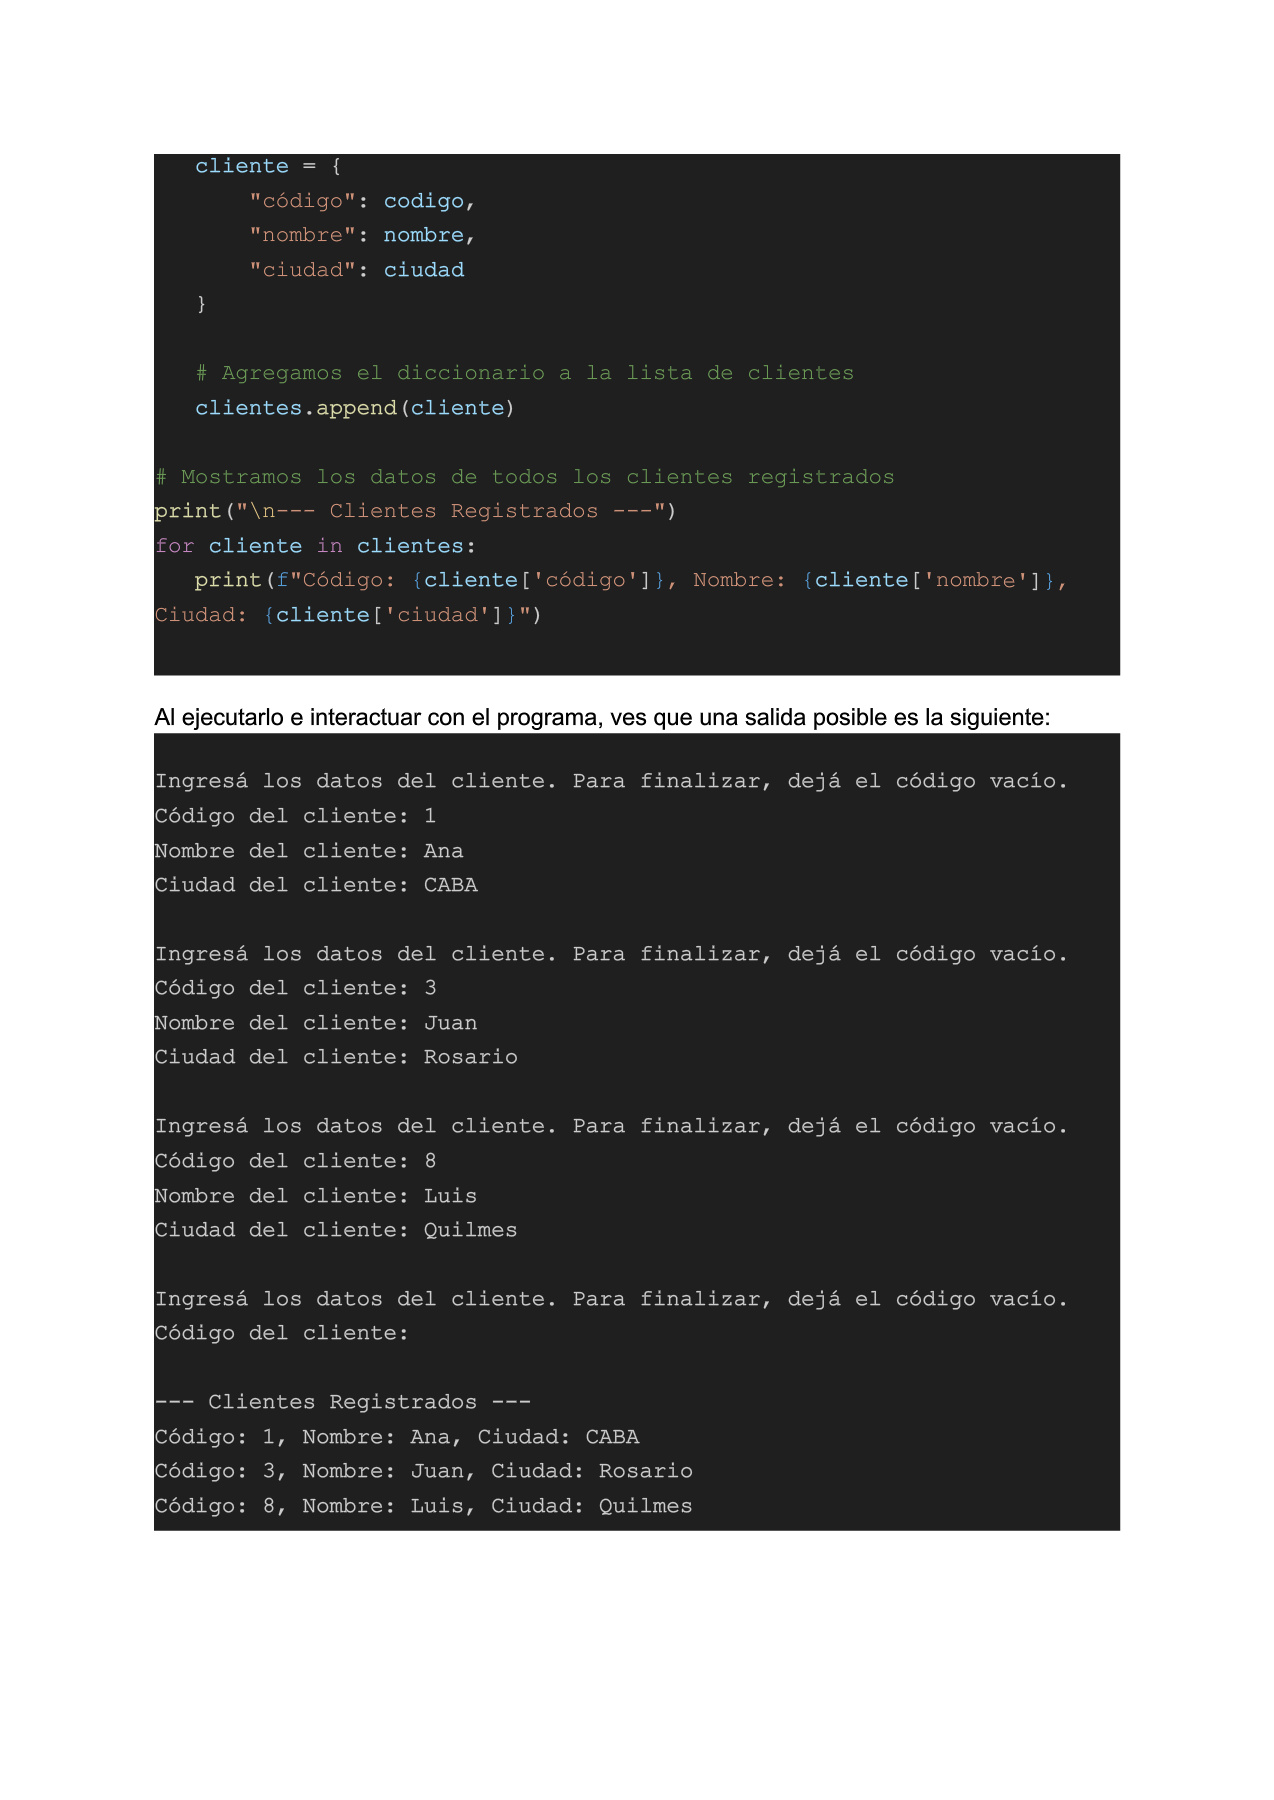 cliente = {
"código": codigo,
"nombre": nombre,
"ciudad": ciudad
}
# Agregamos el diccionario a la lista de clientes
clientes.append(cliente)
# Mostramos los datos de todos los clientes registrados
print("\n--- Clientes Registrados ---")
for cliente in clientes:
print(f"Código: {cliente['código']}, Nombre: {cliente['nombre']},
Ciudad: {cliente['ciudad']}")
Al ejecutarlo e interactuar con el programa, ves que una salida posible es la siguiente:
Ingresá los datos del cliente. Para finalizar, dejá el código vacío.
Código del cliente: 1
Nombre del cliente: Ana
Ciudad del cliente: CABA
Ingresá los datos del cliente. Para finalizar, dejá el código vacío.
Código del cliente: 3
Nombre del cliente: Juan
Ciudad del cliente: Rosario
Ingresá los datos del cliente. Para finalizar, dejá el código vacío.
Código del cliente: 8
Nombre del cliente: Luis
Ciudad del cliente: Quilmes
Ingresá los datos del cliente. Para finalizar, dejá el código vacío.
Código del cliente:
--- Clientes Registrados ---
Código: 1, Nombre: Ana, Ciudad: CABA
Código: 3, Nombre: Juan, Ciudad: Rosario
Código: 8, Nombre: Luis, Ciudad: Quilmes